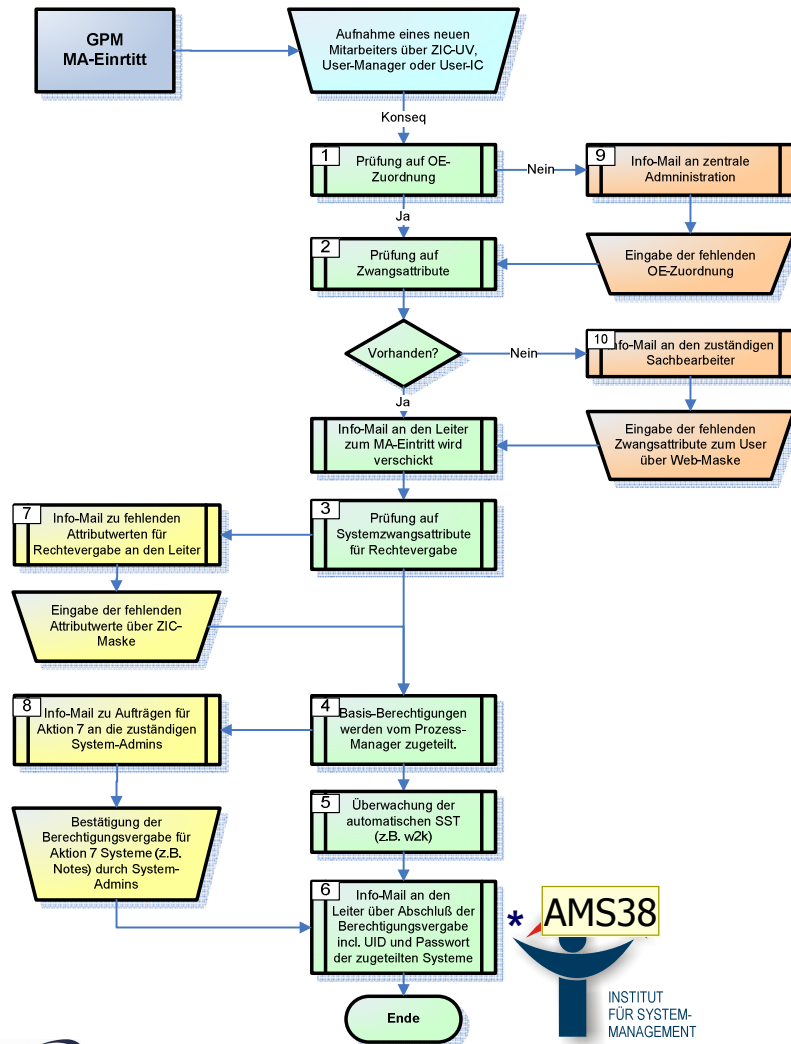 GPM
MA-Einrtitt
Aufnahme eines neuen
Mitarbeiters über ZIC-UV,
User-Manager oder User-IC
Konseq
1
Prüfung auf OE-
Zuordnung
Nein
9
Info-Mail an zentrale
Admninistration
Ja
2
Prüfung auf
Zwangsattribute
Eingabe der fehlenden
OE-Zuordnung
Vorhanden?
Nein
10
nfo-Mail an den zuständigen
Sachbearbeiter
Ja
Info-Mail an den Leiter
zum MA-Eintritt wird
verschickt
Eingabe der fehlenden
Zwangsattribute zum User
über Web-Maske
7
Info-Mail zu fehlenden
Attributwerten für
Rechtevergabe an den Leiter
3
Prüfung auf
Systemzwangsattribute
für Rechtevergabe
Eingabe der fehlenden
Attributwerte über ZIC-
Maske
8
Info-Mail zu Aufträgen für
Aktion 7 an die zuständigen
System-Admins
4
Basis-Berechtigungen
werden vom Prozess-
Manager zugeteilt.
5
Überwachung der
automatischen SST
(z.B. w2k)
Bestätigung der
Berechtigungsvergabe für
Aktion 7 Systeme (z.B.
Notes) durch System-
Admins
6
Info-Mail an den
Leiter über Abschluß der
Berechtigungsvergabe
incl. UID und Passwort
der zugeteilten Systeme
* AMS38
INSTITUT
FÜR SYSTEM-
MANAGEMENT
Ende